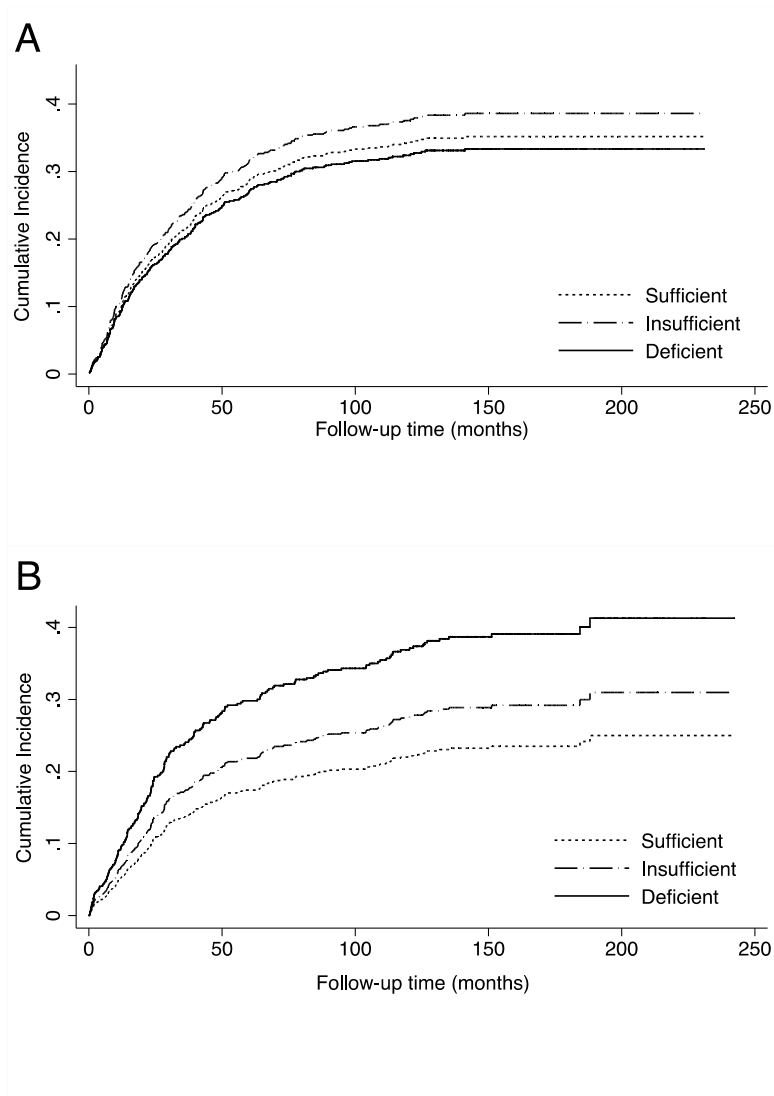 A
Cumulative Incidence
.4
.3
.2
.1
0
Sufficient
Insufficient
Deficient
0 50 100 150 200 250
Follow-up time (months)
B
Cumulative Incidence
.4
.3
.2
.1
0
Sufficient
Insufficient
Deficient
0 50 100 150 200 250
Follow-up time (months)